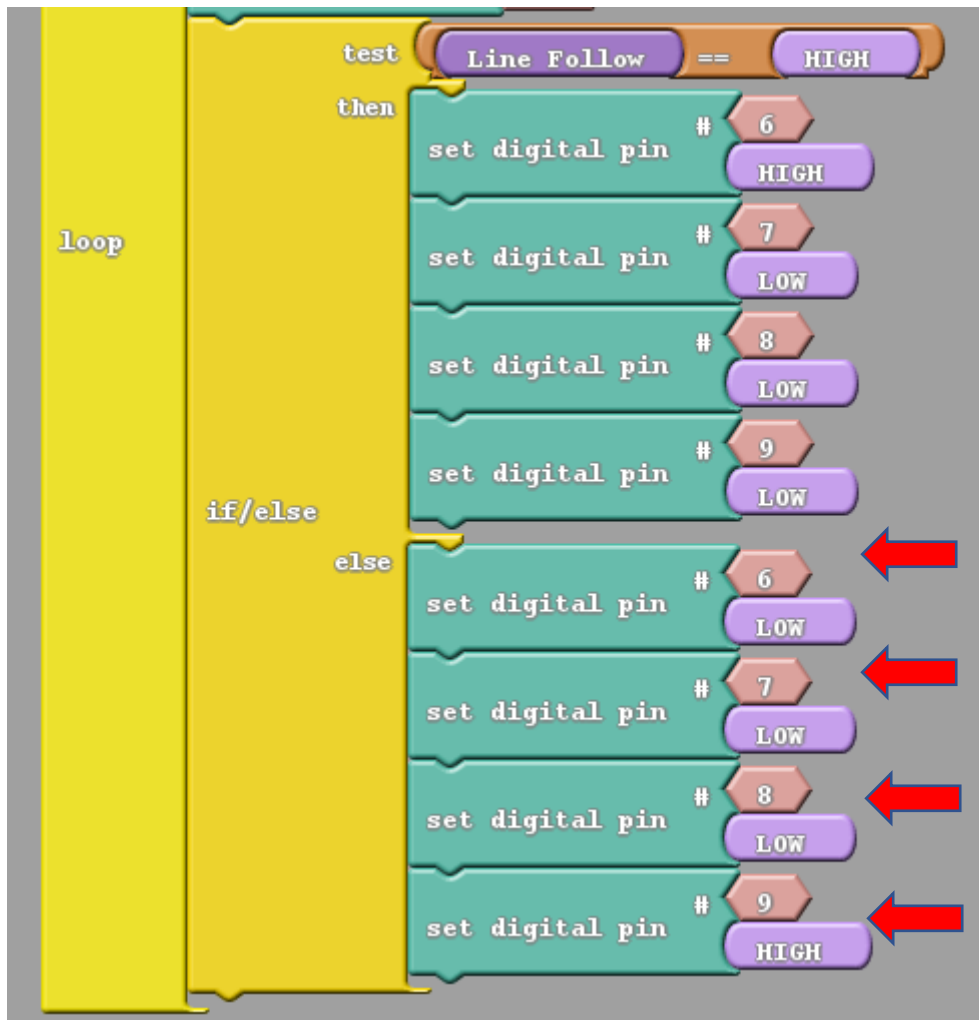 test Line Follow == HIGH
then
set digital pin # 6
HIGH
set digital pin # 7
LOW
set digital pin # 8
LOW
set digital pin # 9
LOW
loop
if/else
else
set digital pin # 6
LOW
set digital pin # 7
LOW
set digital pin # 8
LOW
set digital pin # 9
HIGH